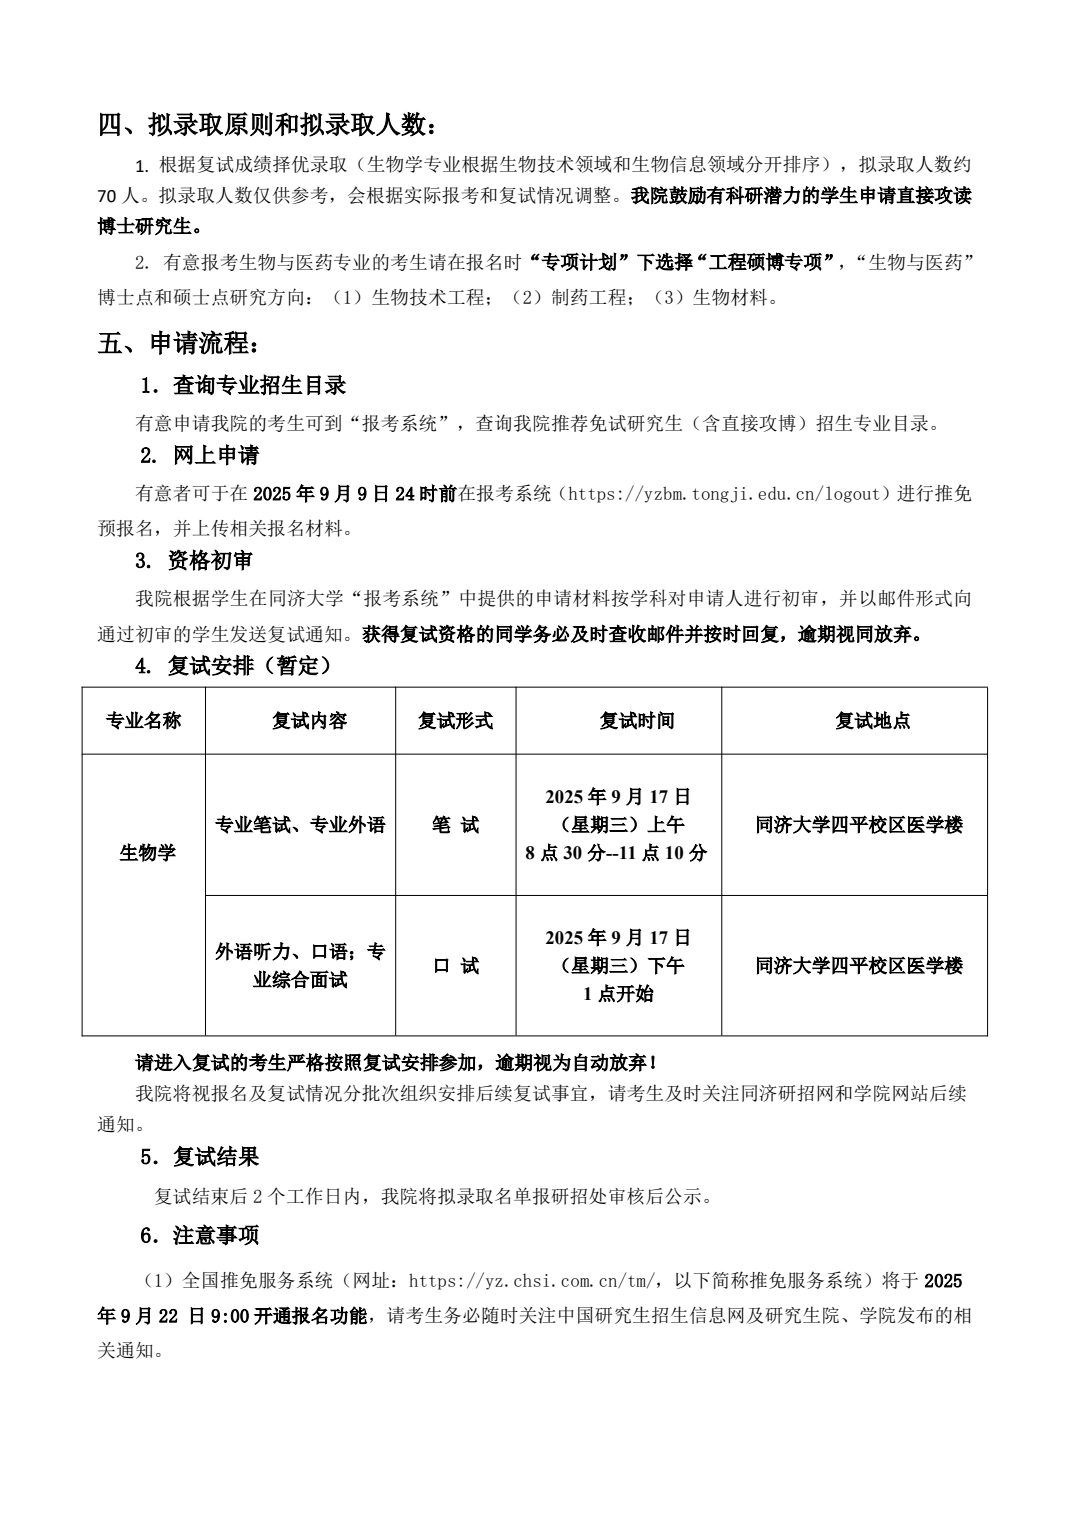 四、拟录取原则和拟录取人数：
1. 根据复试成绩择优录取（生物学专业根据生物技术领域和生物信息领域分开排序），拟录取人数约
70 人。拟录取人数仅供参考，会根据实际报考和复试情况调整。我院鼓励有科研潜力的学生申请直接攻读
博士研究生。
2. 有意报考生物与医药专业的考生请在报名时“专项计划”下选择“工程硕博专项”，“生物与医药”
博士点和硕士点研究方向：（1）生物技术工程；（2）制药工程；（3）生物材料。
五、申请流程：
1. 查询专业招生目录
有意申请我院的考生可到“报考系统”，查询我院推荐免试研究生（含直接攻博）招生专业目录。
2. 网上申请
有意者可于在 2025 年 9 月 9 日 24 时前在报考系统（https://yzbm.tongji.edu.cn/logout）进行推免
预报名，并上传相关报名材料。
3. 资格初审
我院根据学生在同济大学“报考系统”中提供的申请材料按学科对申请人进行初审，并以邮件形式向
通过初审的学生发送复试通知。获得复试资格的同学务必及时查收邮件并按时回复，逾期视同放弃。
4. 复试安排（暂定）
专业名称 复试内容 复试形式 复试时间 复试地点
生物学
专业笔试、专业外语 笔 试
2025 年 9 月 17 日
（星期三）上午
8 点 30 分--11 点 10 分
同济大学四平校区医学楼
外语听力、口语；专
业综合面试
口 试
2025 年 9 月 17 日
（星期三）下午
1 点开始
同济大学四平校区医学楼
请进入复试的考生严格按照复试安排参加，逾期视为自动放弃！
我院将视报名及复试情况分批次组织安排后续复试事宜，请考生及时关注同济研招网和学院网站后续
通知。
5. 复试结果
复试结束后 2 个工作日内，我院将拟录取名单报研招处审核后公示。
6. 注意事项
（1）全国推免服务系统（网址：https://yz.chsi.com.cn/tm/，以下简称推免服务系统）将于 2025
年 9 月 22 日 9:00 开通报名功能，请考生务必随时关注中国研究生招生信息网及研究生院、学院发布的相
关通知。